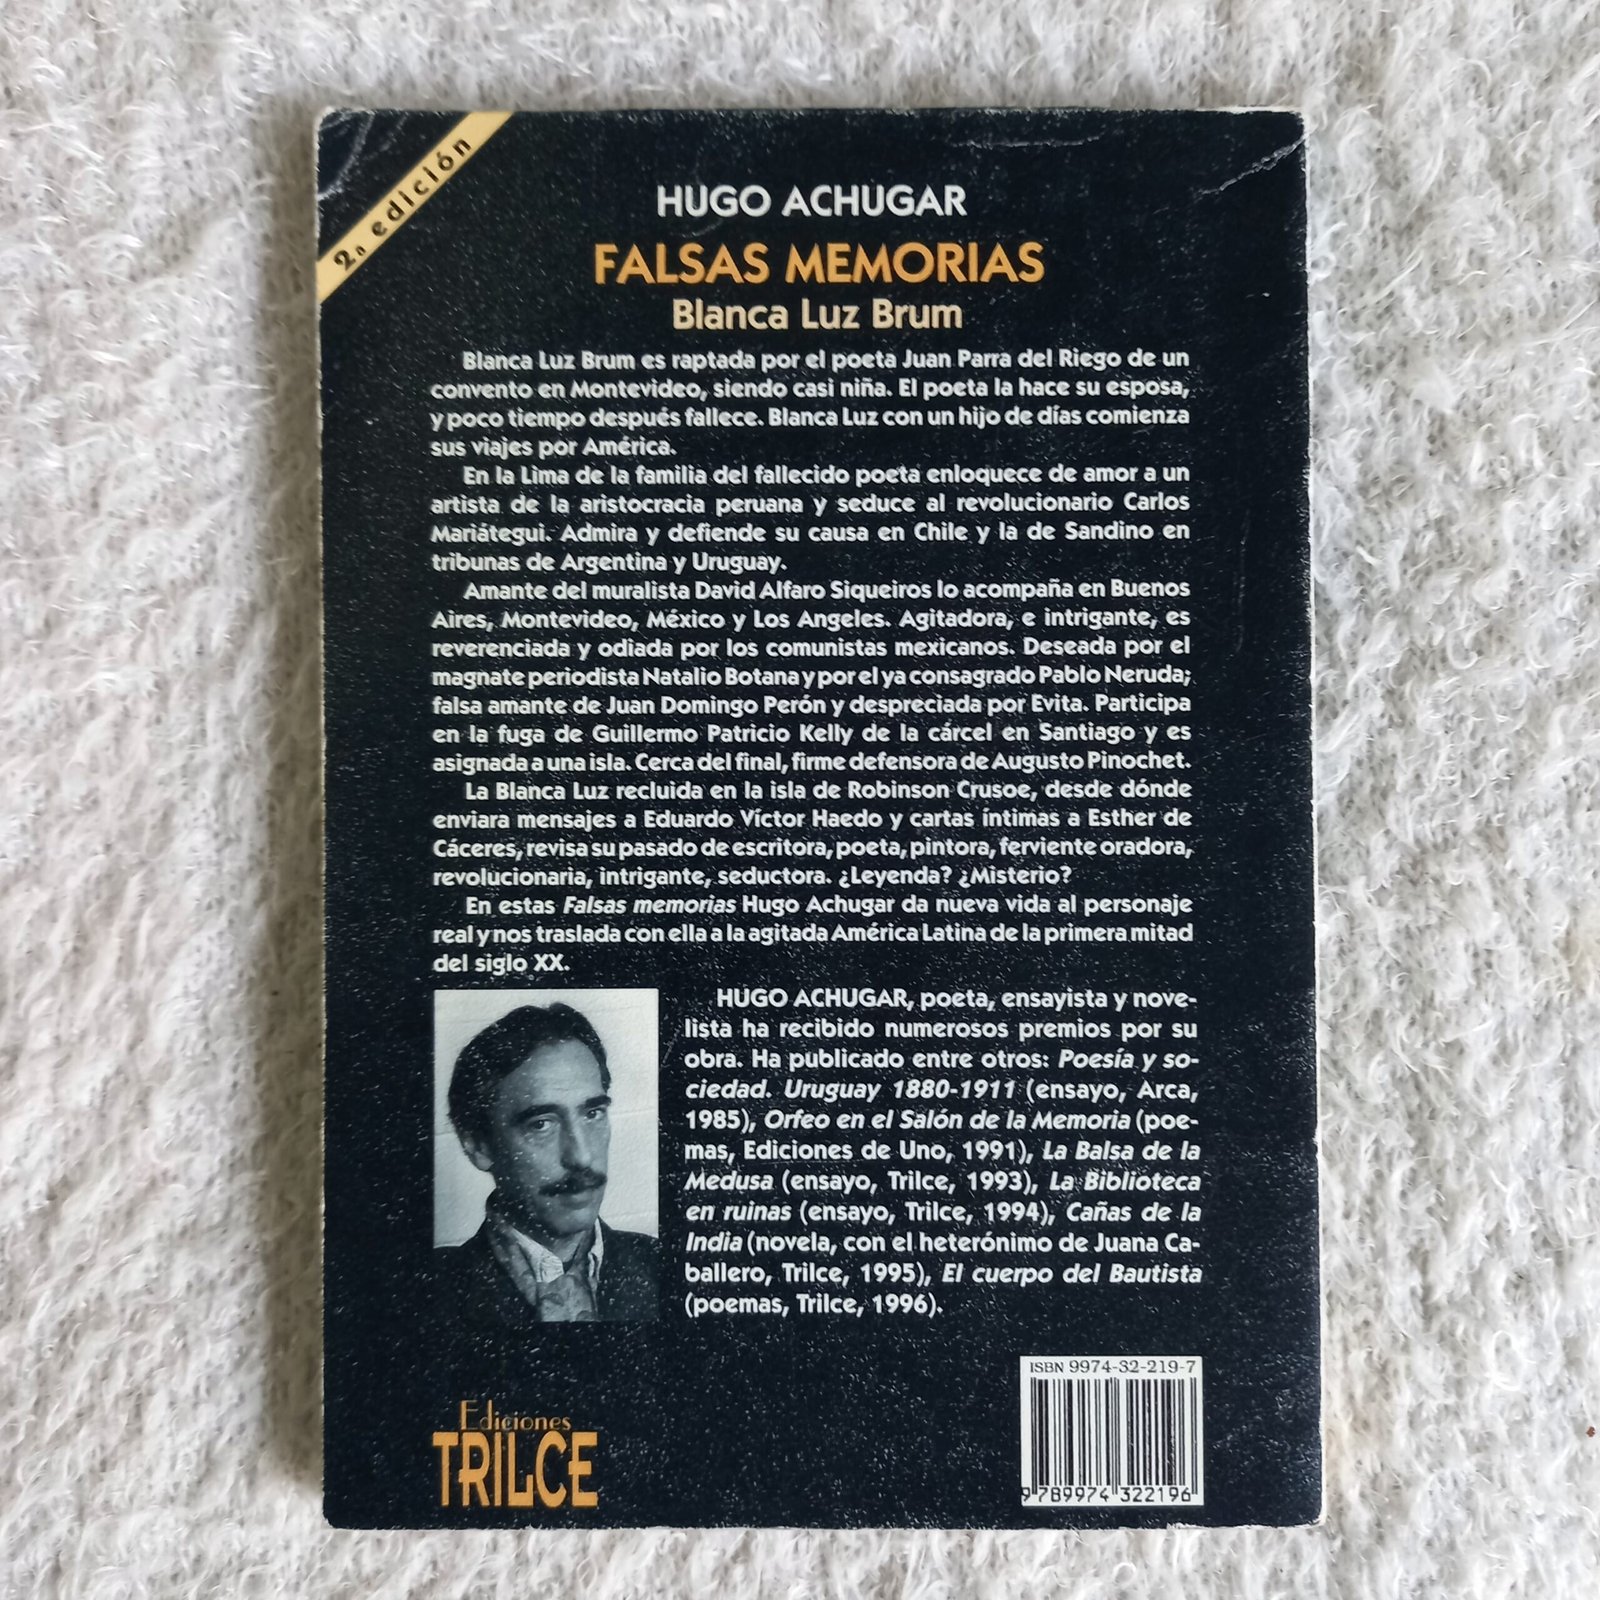 2ª edición
HUGO ACHUGAR
FALSAS MEMORIAS
Blanca Luz Brum
Blanca Luz Brum es raptada por el poeta Juan Parra del Riego de un
convento en Montevideo, siendo casi niña. El poeta la hace su esposa,
y poco tiempo después fallece. Blanca Luz con un hijo de días comienza
sus viajes por América.
En la Lima de la familia del fallecido poeta enloquece de amor a un
artista de la aristocracia peruana y seduce al revolucionario Carlos
Mariátegui. Admira y defiende su causa en Chile y la de Sandino en
tribunas de Argentina y Uruguay.
Amante del muralista David Alfaro Siqueiros lo acompaña en Buenos
Aires, Montevideo, México y Los Angeles. Agitadora, e intrigante, es
reverenciada y odiada por los comunistas mexicanos. Deseada por el
magnate periodista Natalio Botana y por el ya consagrado Pablo Neruda;
falsa amante de Juan Domingo Perón y despreciada por Evita. Participa
en la fuga de Guillermo Patricio Kelly de la cárcel en Santiago y es
asignada a una isla. Cerca del final, firme defensora de Augusto Pinochet.
La Blanca Luz recluida en la isla de Robinson Crusoe, desde dónde
enviara mensajes a Eduardo Víctor Haedo y cartas íntimas a Esther de
Cáceres, revisa su pasado de escritora, poeta, pintora, ferviente oradora,
revolucionaria, intrigante, seductora. ¿Leyenda? ¿Misterio?
En estas Falsas memorias Hugo Achugar da nueva vida al personaje
real y nos traslada con ella a la agitada América Latina de la primera mitad
del siglo XX.
HUGO ACHUGAR, poeta, ensayista y nove-
lista ha recibido numerosos premios por su
obra. Ha publicado entre otros: Poesía y so-
ciedad. Uruguay 1880-1911 (ensayo, Arca,
1985), Orfeo en el Salón de la Memoria (poe-
mas, Ediciones de Uno, 1991), La Balsa de la
Medusa (ensayo, Trilce, 1993), La Biblioteca
en ruinas (ensayo, Trilce, 1994), Cañas de la
India (novela, con el heterónimo de Juana Ca-
ballero, Trilce, 1995), El cuerpo del Bautista
(poemas, Trilce, 1996).
ISBN 9974-32-219-7
9 789974 322196
Ediciones
TRILCE